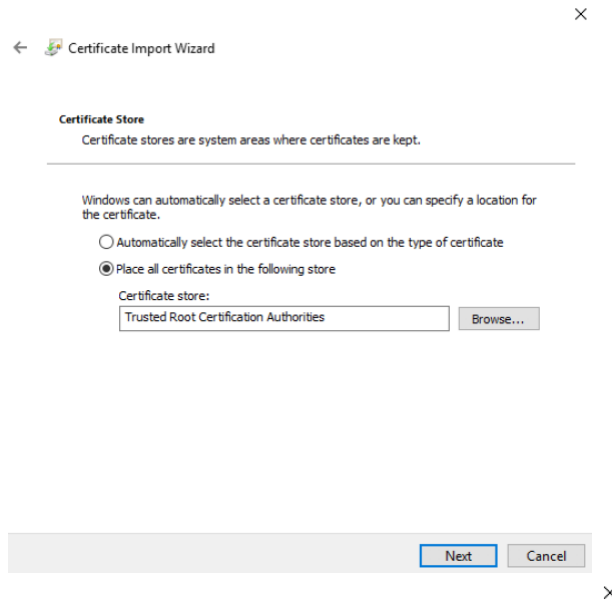 Certificate Import Wizard
Certificate Store
Certificate stores are system areas where certificates are kept.
Windows can automatically select a certificate store, or you can specify a location for
the certificate.
Automatically select the certificate store based on the type of certificate
Place all certificates in the following store
Certificate store:
Trusted Root Certification Authorities
Browse...
Next
Cancel